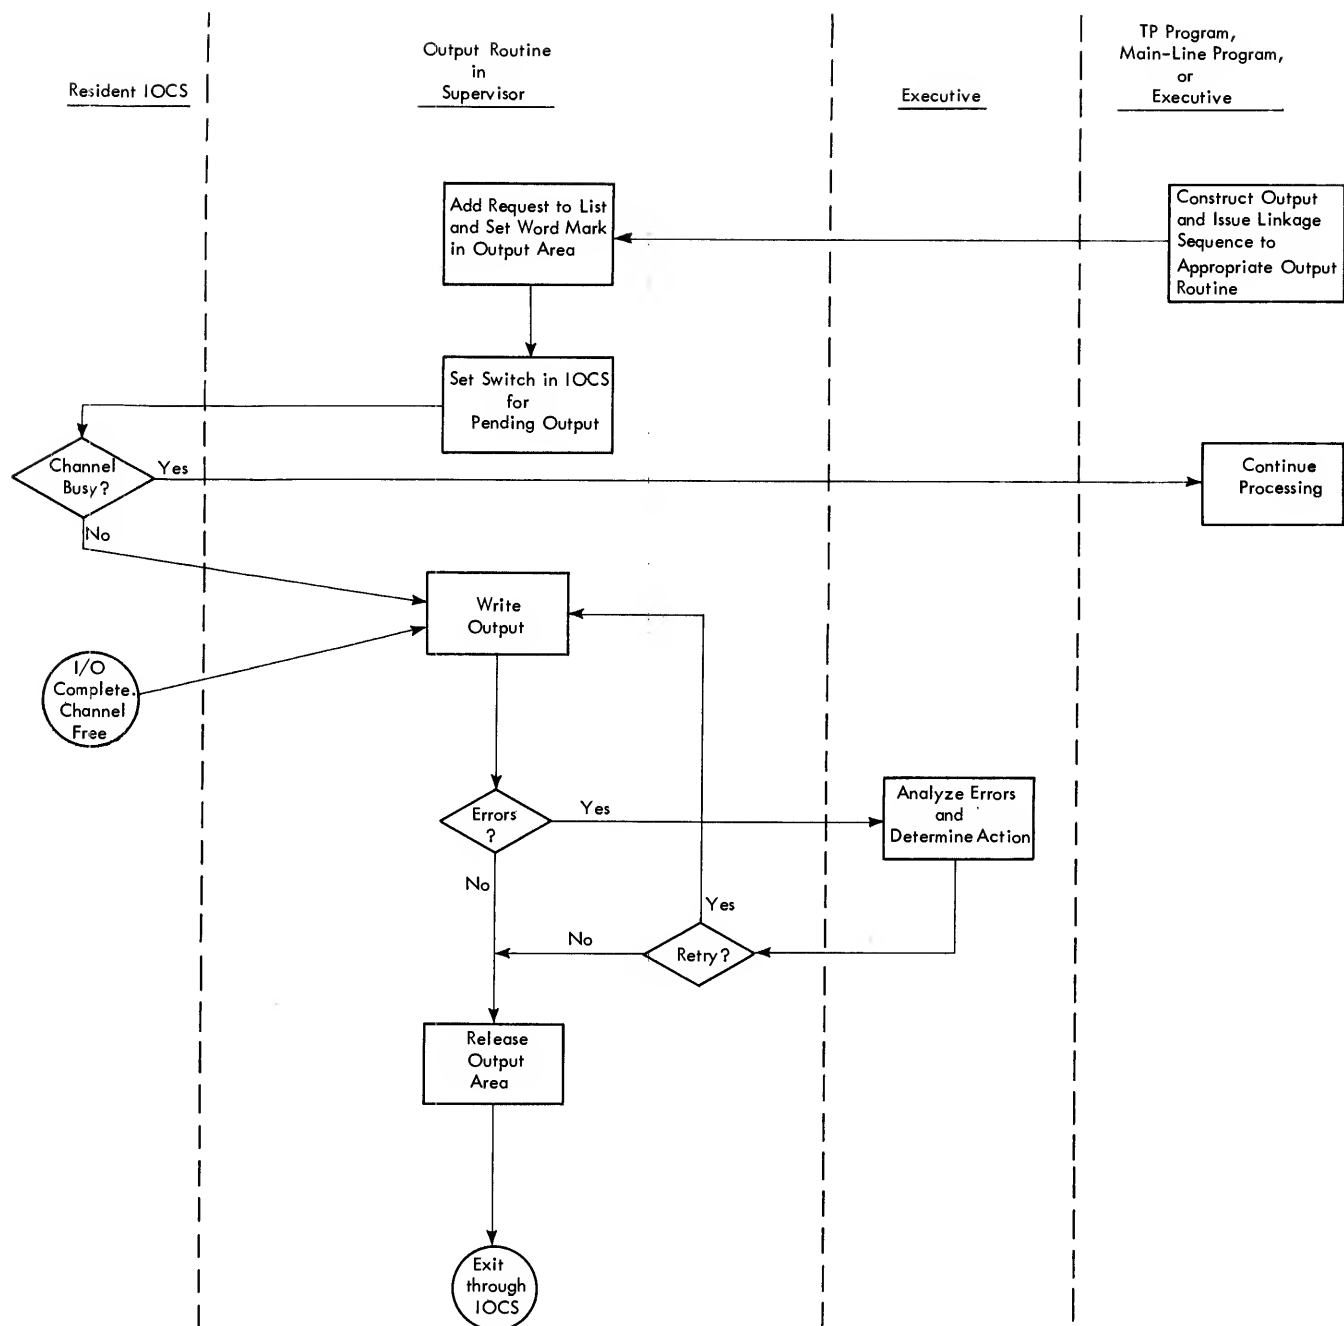 Resident IOCS
Output Routine
in
Supervisor
Executive
TP Program,
Main-Line Program,
or
Executive
Add Request to List
and Set Word Mark
in Output Area
Construct Output
and Issue Linkage
Sequence to
Appropriate Output
Routine
Set Switch in IOCS
for
Pending Output
Channel
Busy?
Yes
No
Continue
Processing
Write
Output
I/O
Complete.
Channel
Free
Errors
?
Yes
No
Analyze Errors
and
Determine Action
Retry?
Yes
No
Release
Output
Area
Exit
through
IOCS